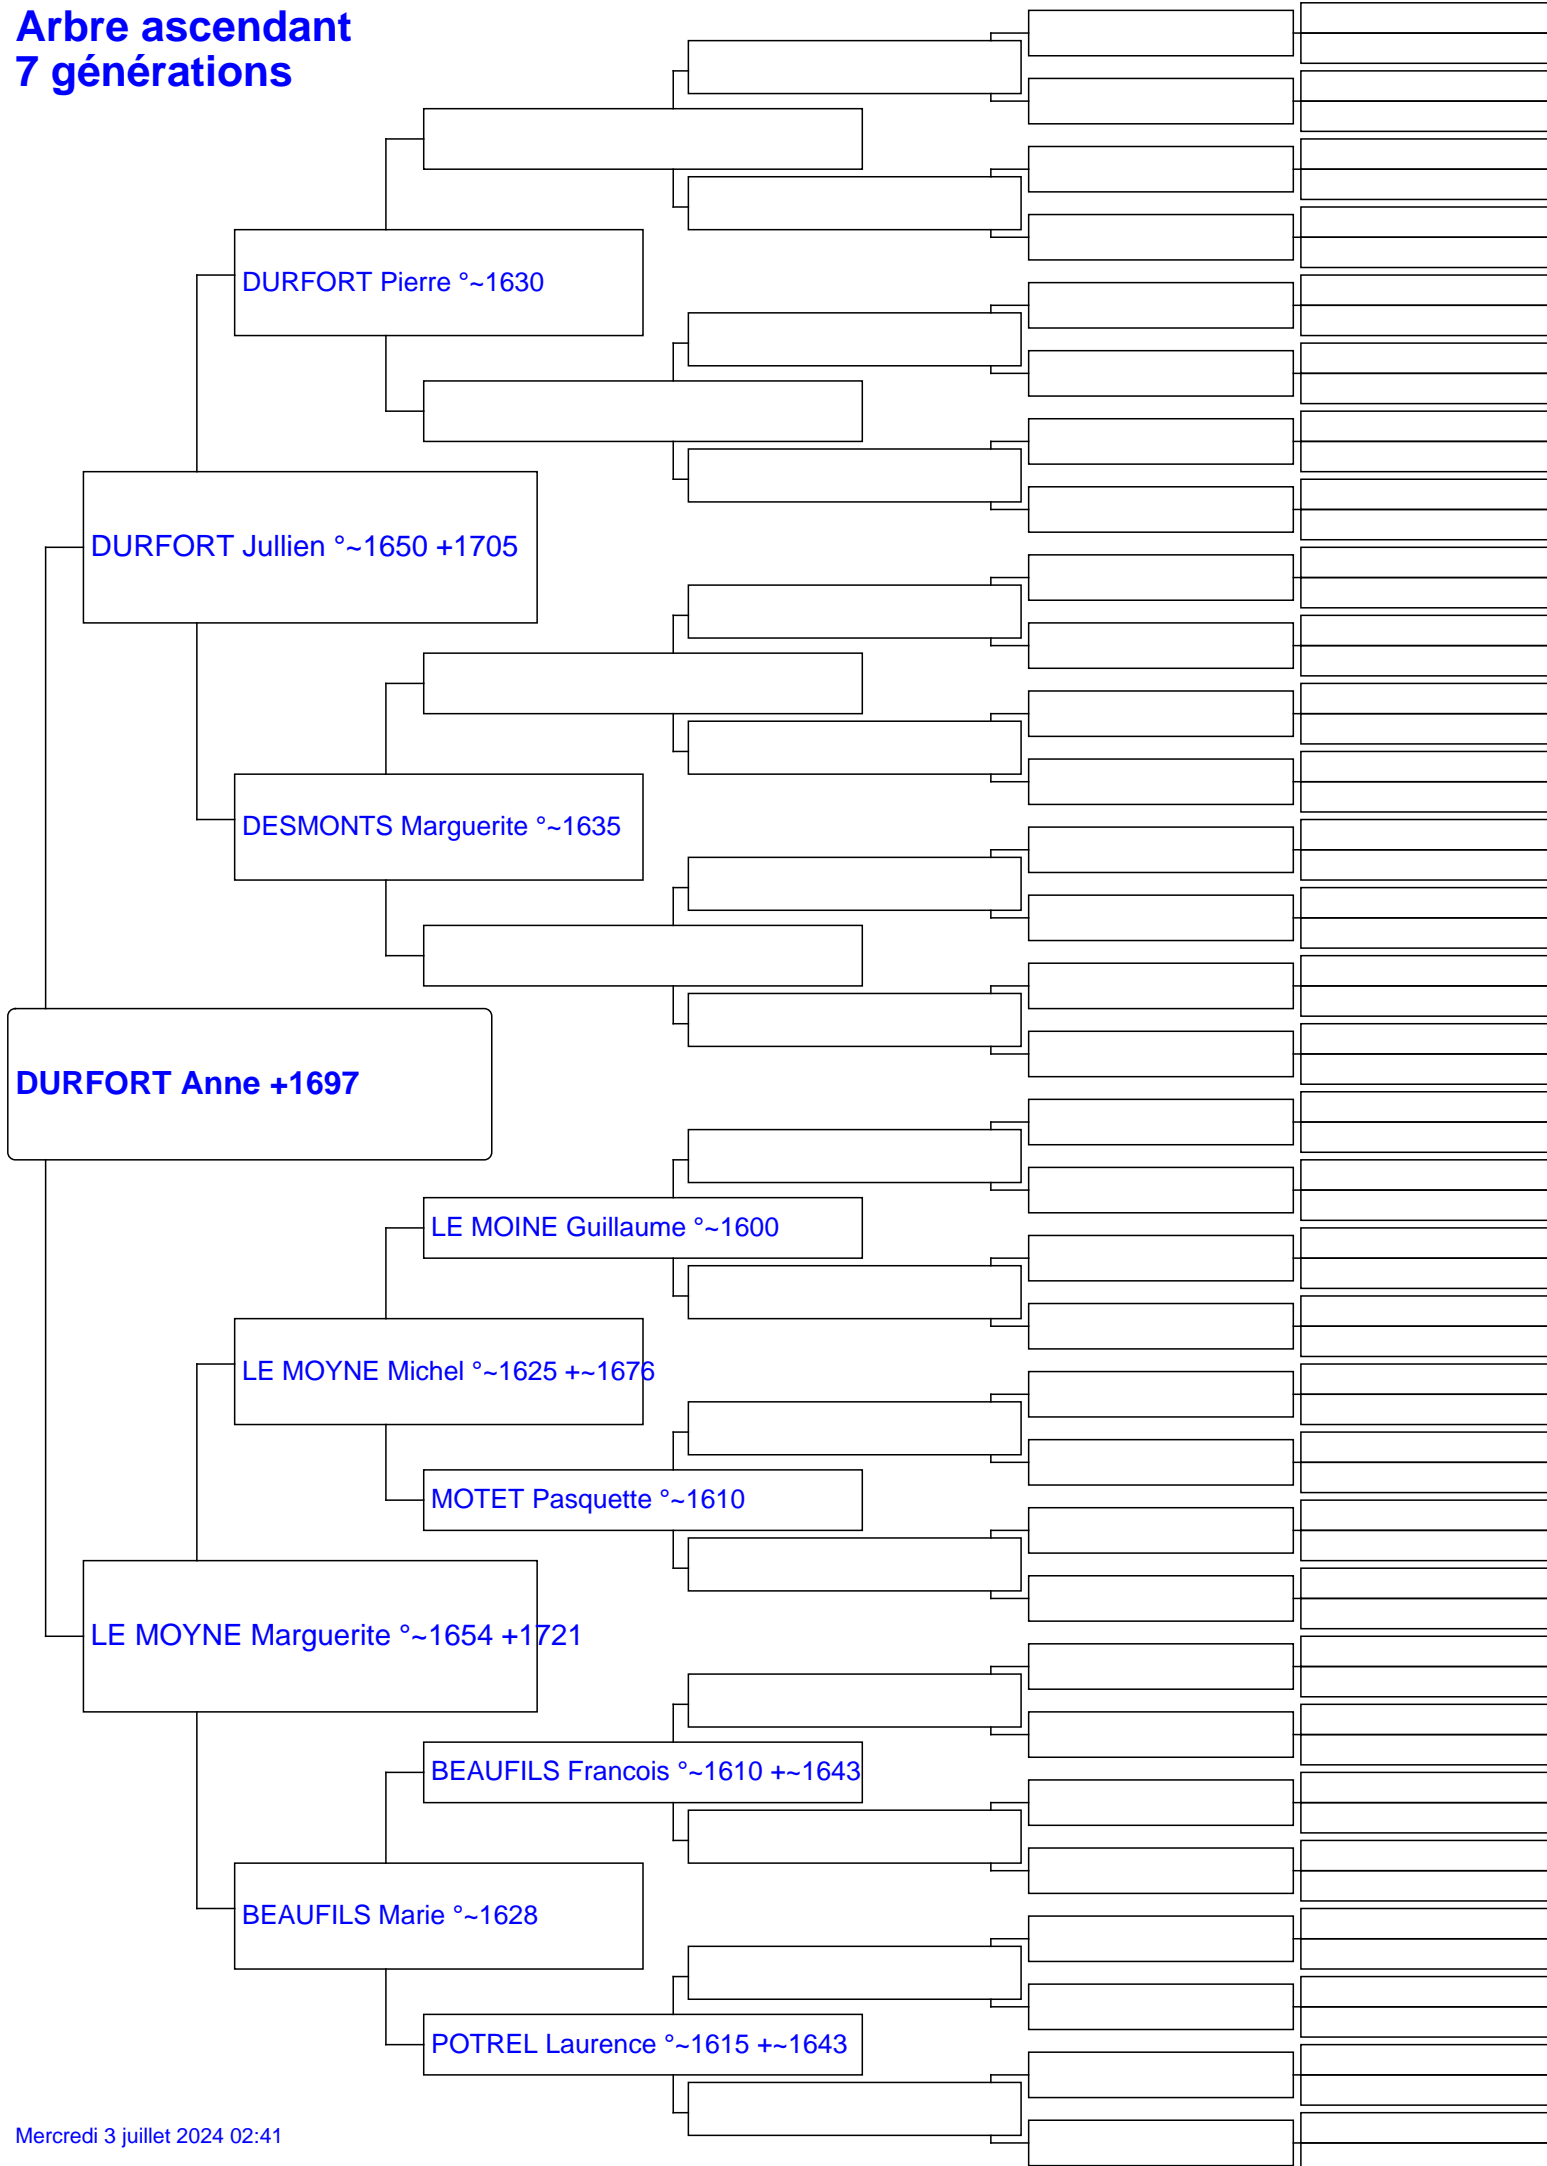 Arbre ascendant
7 générations
DURFORT Pierre °~1630
DURFORT Jullien °~1650 +1705
DESMONTS Marguerite °~1635
DURFORT Anne +1697
LE MOINE Guillaume °~1600
LE MOYNE Michel °~1625 +~1676
MOTET Pasquette °~1610
LE MOYNE Marguerite °~1654 +1721
BEAUFILS Francois °~1610 +~1643
BEAUFILS Marie °~1628
POTREL Laurence °~1615 +~1643
Mercredi 3 juillet 2024 02:41